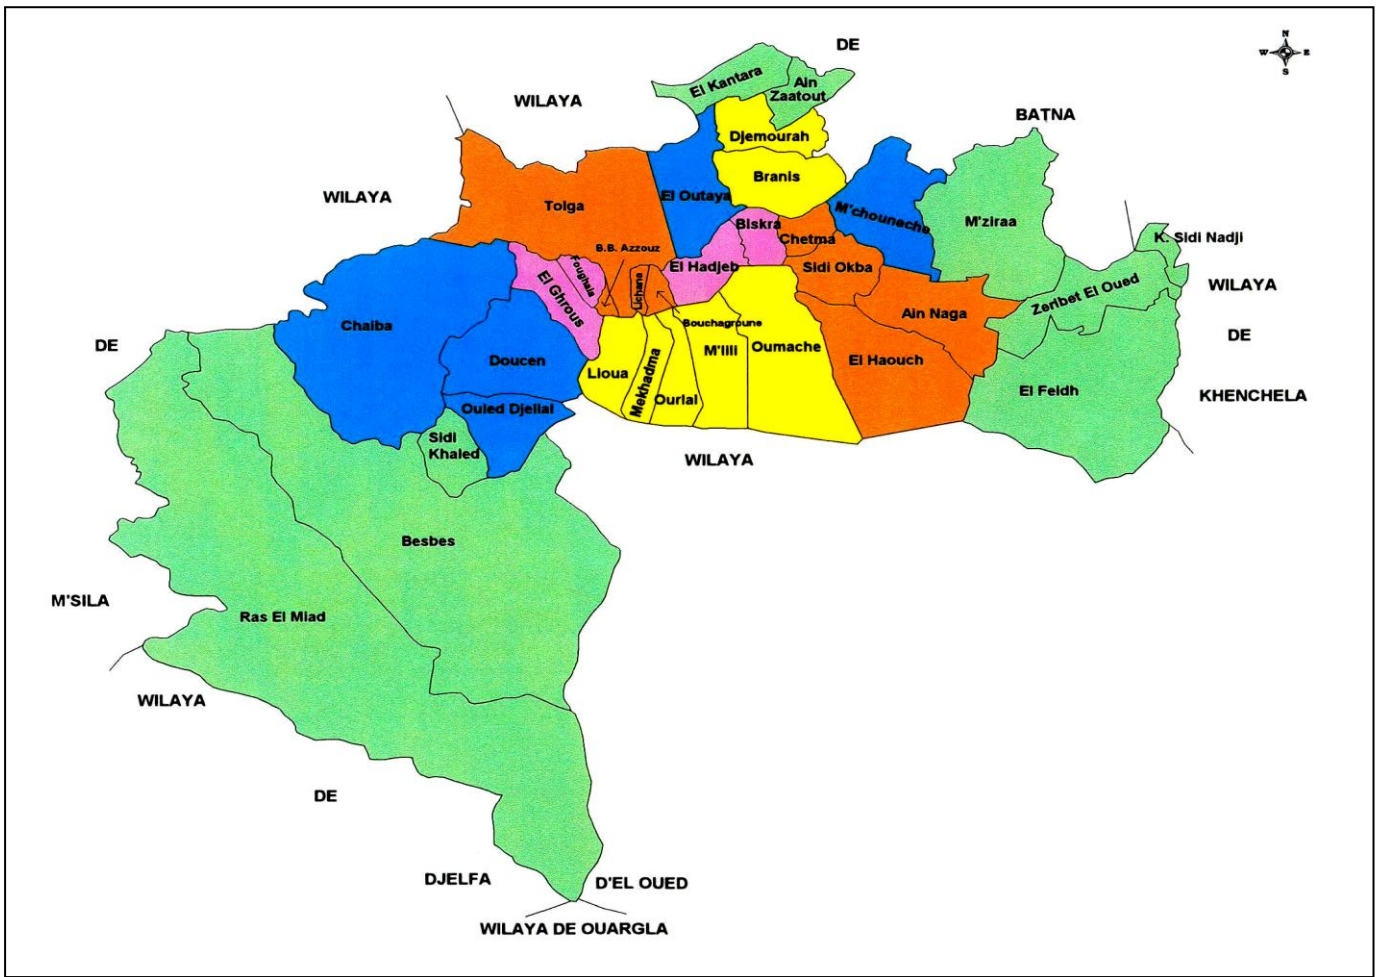 N
W E
S
DE
WILAYA
BATNA
WILAYA
El Kantara
Ain
Zaatout
Djemourah
Branis
El Outaya
M'chouneche
M'ziraa
K. Sidi Nadji
WILAYA
DE
KHENCHELA
Tolga
B.B. Azzouz
Biskra
Chetma
Sidi Okba
El Hadjeb
Foughala
El Ghrous
Lichana
Bouchagroune
Zeribet El Oued
Ain Naga
El Haouch
El Feidh
Chaiba
Doucen
Lioua
Mekhadma
Ourlal
M'lili
Oumache
DE
Ouled Djellal
Sidi
Khaled
WILAYA
Besbes
M'SILA
Ras El Miad
WILAYA
DE
DJELFA
D'EL OUED
WILAYA DE OUARGLA